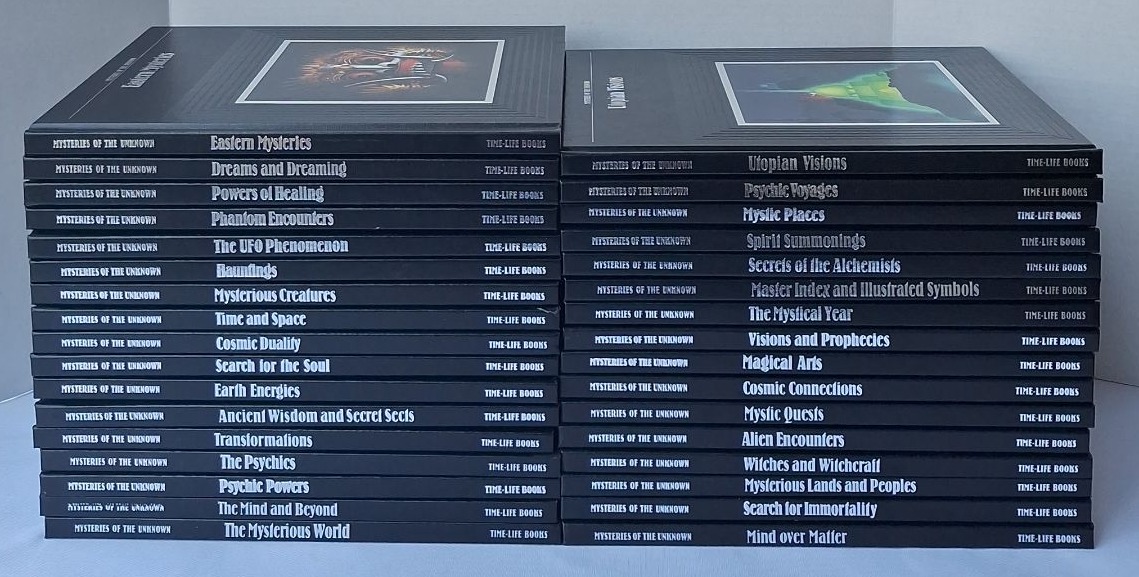 MYSTERIES OF THE UNKNOWN
Eastern Mysteries
MYSTERIES OF THE UNKNOWN Eastern Mysteries TIME-LIFE BOOKS
MYSTERIES OF THE UNKNOWN Dreams and Dreaming TIME-LIFE BOOKS
MYSTERIES OF THE UNKNOWN Powers of Healing TIME-LIFE BOOKS
MYSTERIES OF THE UNKNOWN Phantom Encounters TIME-LIFE BOOKS
MYSTERIES OF THE UNKNOWN The UFO Phenomenon TIME-LIFE BOOKS
MYSTERIES OF THE UNKNOWN Hauntings TIME-LIFE BOOKS
MYSTERIES OF THE UNKNOWN Mysterious Creatures TIME-LIFE BOOKS
MYSTERIES OF THE UNKNOWN Time and Space TIME-LIFE BOOKS
MYSTERIES OF THE UNKNOWN Cosmic Duality TIME-LIFE BOOKS
MYSTERIES OF THE UNKNOWN Search for the Soul TIME-LIFE BOOKS
MYSTERIES OF THE UNKNOWN Earth Energies TIME-LIFE BOOKS
MYSTERIES OF THE UNKNOWN Ancient Wisdom and Secret Sects TIME-LIFE BOOKS
MYSTERIES OF THE UNKNOWN Transformations TIME-LIFE BOOKS
MYSTERIES OF THE UNKNOWN The Psychics TIME-LIFE BOOKS
MYSTERIES OF THE UNKNOWN Psychic Powers TIME-LIFE BOOKS
MYSTERIES OF THE UNKNOWN The Mind and Beyond TIME-LIFE BOOKS
MYSTERIES OF THE UNKNOWN The Mysterious World TIME-LIFE BOOKS
MYSTERIES OF THE UNKNOWN
Utopian Visions
MYSTERIES OF THE UNKNOWN Utopian Visions TIME-LIFE BOOKS
MYSTERIES OF THE UNKNOWN Psychic Voyages TIME-LIFE BOOKS
MYSTERIES OF THE UNKNOWN Mystic Places TIME-LIFE BOOKS
MYSTERIES OF THE UNKNOWN Spirit Summonings TIME-LIFE BOOKS
MYSTERIES OF THE UNKNOWN Secrets of the Alchemists TIME-LIFE BOOKS
MYSTERIES OF THE UNKNOWN Master Index and Illustrated Symbols TIME-LIFE BOOKS
MYSTERIES OF THE UNKNOWN The Mystical Year TIME-LIFE BOOKS
MYSTERIES OF THE UNKNOWN Visions and Prophecies TIME-LIFE BOOKS
MYSTERIES OF THE UNKNOWN Magical Arts TIME-LIFE BOOKS
MYSTERIES OF THE UNKNOWN Cosmic Connections TIME-LIFE BOOKS
MYSTERIES OF THE UNKNOWN Mystic Quests TIME-LIFE BOOKS
MYSTERIES OF THE UNKNOWN Alien Encounters TIME-LIFE BOOKS
MYSTERIES OF THE UNKNOWN Witches and Witchcraft TIME-LIFE BOOKS
MYSTERIES OF THE UNKNOWN Mysterious Lands and Peoples TIME-LIFE BOOKS
MYSTERIES OF THE UNKNOWN Search for Immortality TIME-LIFE BOOKS
MYSTERIES OF THE UNKNOWN Mind over Matter TIME-LIFE BOOKS